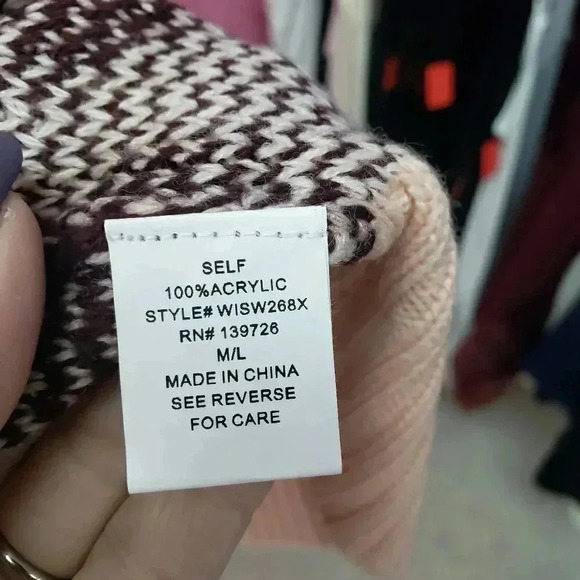 SELF
100%ACRYLIC
STYLE# WISW268X
RN# 139726
M/L
MADE IN CHINA
SEE REVERSE
FOR CARE